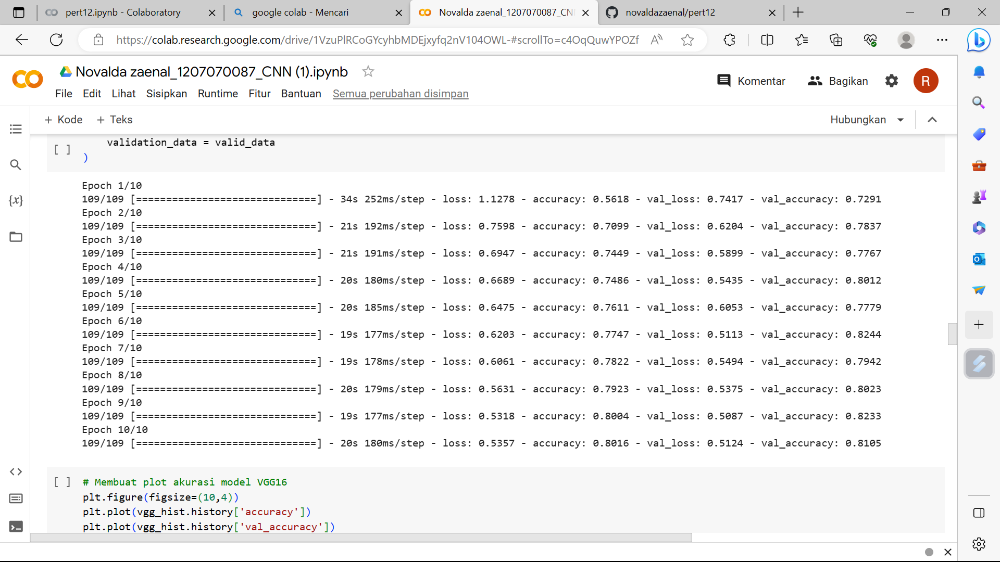 pert12.ipynb - Colaboratory
google colab - Mencari
Novalda zaenal_1207070087_CN
novaldazaenal/pert12
https://colab.research.google.com/drive/1VzuPlRCoGYcyhbMDEjxyfq2nV104OWL-#scrollTo=c4OqQuwYPOZf
Novalda zaenal_1207070087_CNN (1).ipynb
Komentar
Bagikan
R
File Edit Lihat Sisipkan Runtime Fitur Bantuan Semua perubahan disimpan
+ Kode + Teks
Hubungkan
validation_data = valid_data
[ ]
)
Epoch 1/10
109/109 [==============================] - 34s 252ms/step - loss: 1.1278 - accuracy: 0.5618 - val_loss: 0.7417 - val_accuracy: 0.7291
Epoch 2/10
109/109 [==============================] - 21s 192ms/step - loss: 0.7598 - accuracy: 0.7099 - val_loss: 0.6204 - val_accuracy: 0.7837
Epoch 3/10
109/109 [==============================] - 21s 191ms/step - loss: 0.6947 - accuracy: 0.7449 - val_loss: 0.5899 - val_accuracy: 0.7767
Epoch 4/10
109/109 [==============================] - 20s 180ms/step - loss: 0.6689 - accuracy: 0.7486 - val_loss: 0.5435 - val_accuracy: 0.8012
Epoch 5/10
109/109 [==============================] - 20s 185ms/step - loss: 0.6475 - accuracy: 0.7611 - val_loss: 0.6053 - val_accuracy: 0.7779
Epoch 6/10
109/109 [==============================] - 19s 177ms/step - loss: 0.6203 - accuracy: 0.7747 - val_loss: 0.5113 - val_accuracy: 0.8244
Epoch 7/10
109/109 [==============================] - 19s 178ms/step - loss: 0.6061 - accuracy: 0.7822 - val_loss: 0.5494 - val_accuracy: 0.7942
Epoch 8/10
109/109 [==============================] - 20s 179ms/step - loss: 0.5631 - accuracy: 0.7923 - val_loss: 0.5375 - val_accuracy: 0.8023
Epoch 9/10
109/109 [==============================] - 19s 177ms/step - loss: 0.5318 - accuracy: 0.8004 - val_loss: 0.5087 - val_accuracy: 0.8233
Epoch 10/10
109/109 [==============================] - 20s 180ms/step - loss: 0.5357 - accuracy: 0.8016 - val_loss: 0.5124 - val_accuracy: 0.8105
[ ] # Membuat plot akurasi model VGG16
plt.figure(figsize=(10,4))
plt.plot(vgg_hist.history['accuracy'])
plt.plot(vgg_hist.history['val_accuracy'])